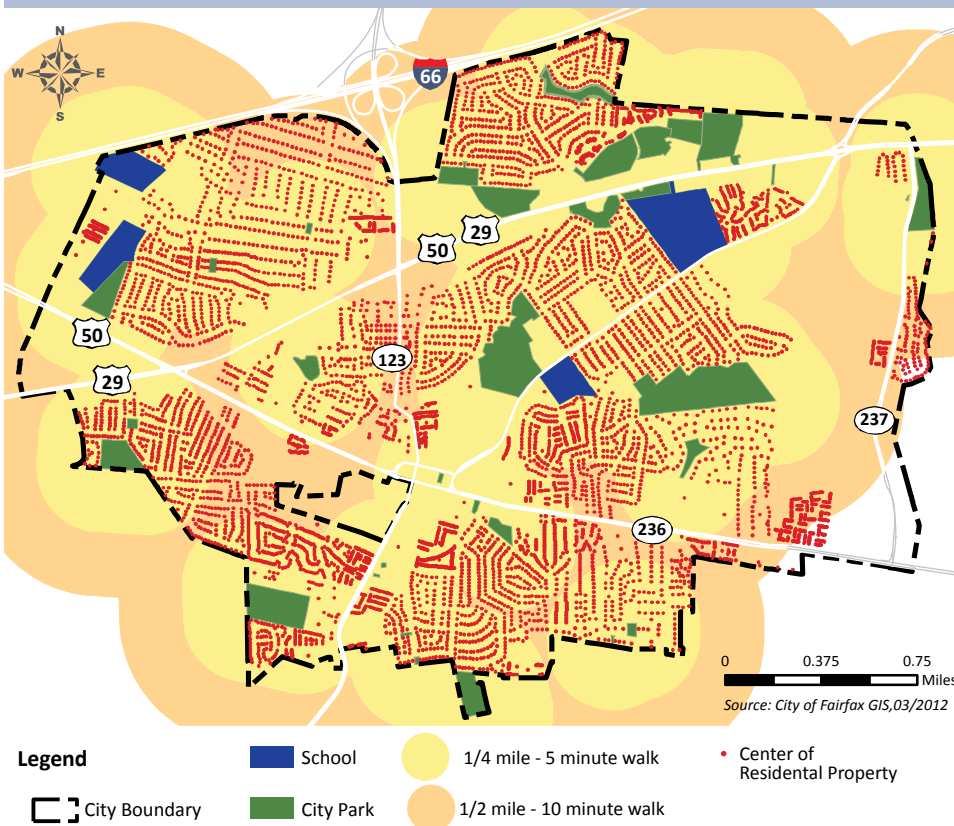 N
W E
S
66
29
50
50
123
29
237
236
0 0.375 0.75
Miles
Source: City of Fairfax GIS,03/2012
Legend
School
1/4 mile - 5 minute walk
Center of
Residental Property
City Boundary
City Park
1/2 mile - 10 minute walk